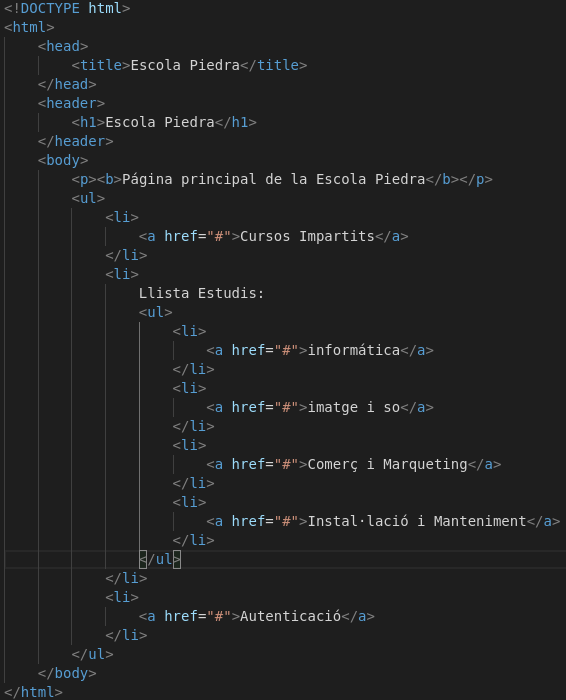 <!DOCTYPE html>
<html>
    <head>
        <title>Escola Piedra</title>
    </head>
    <header>
        <h1>Escola Piedra</h1>
    </header>
    <body>
        <p><b>Página principal de la Escola Piedra</b></p>
        <ul>
            <li>
                <a href="#">Cursos Impartits</a>
            </li>
            <li>
                Llista Estudis:
                <ul>
                    <li>
                        <a href="#">informática</a>
                    </li>
                    <li>
                        <a href="#">imatge i so</a>
                    </li>
                    <li>
                        <a href="#">Comerç i Marqueting</a>
                    </li>
                    <li>
                        <a href="#">Instal·lació i Manteniment</a>
                    </li>
                </ul>
            </li>
            <li>
                <a href="#">Autenticació</a>
            </li>
        </ul>
    </body>
</html>